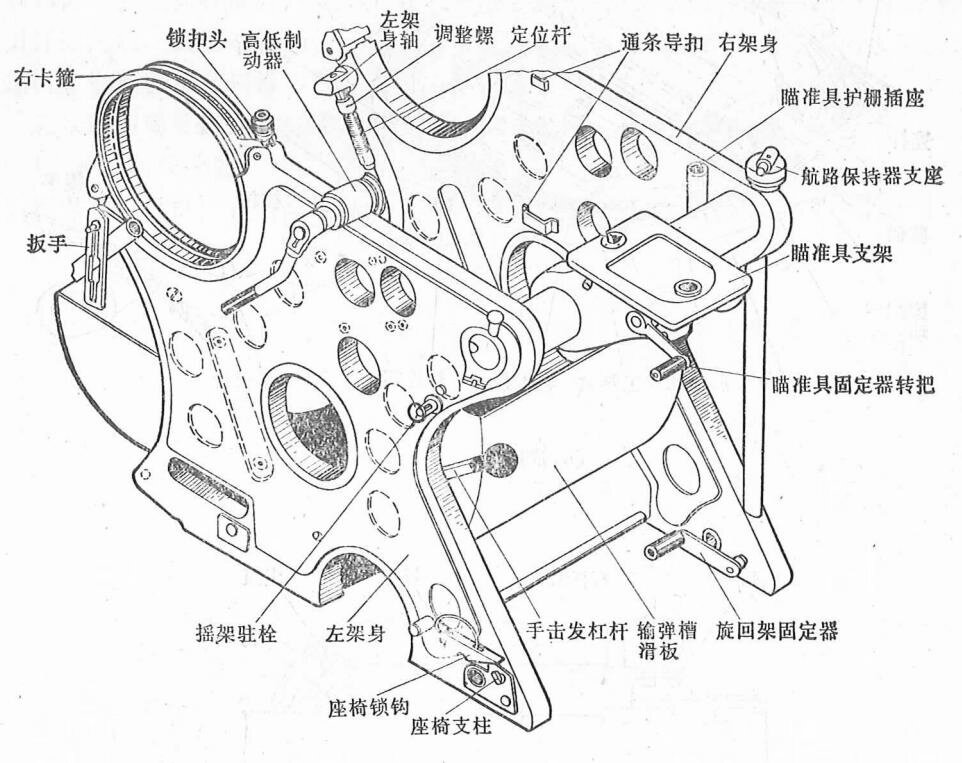 右卡箍
锁扣头
高低制
动器
左架
身轴
调整螺
定位杆
通条导扣
右架身
瞄准具护栅插座
航路保持器支座
瞄准具支架
扳手
瞄准具固定器转把
摇架驻栓
左架身
手击发杠杆
输弹槽
滑板
旋回架固定器
座椅锁钩
座椅支柱